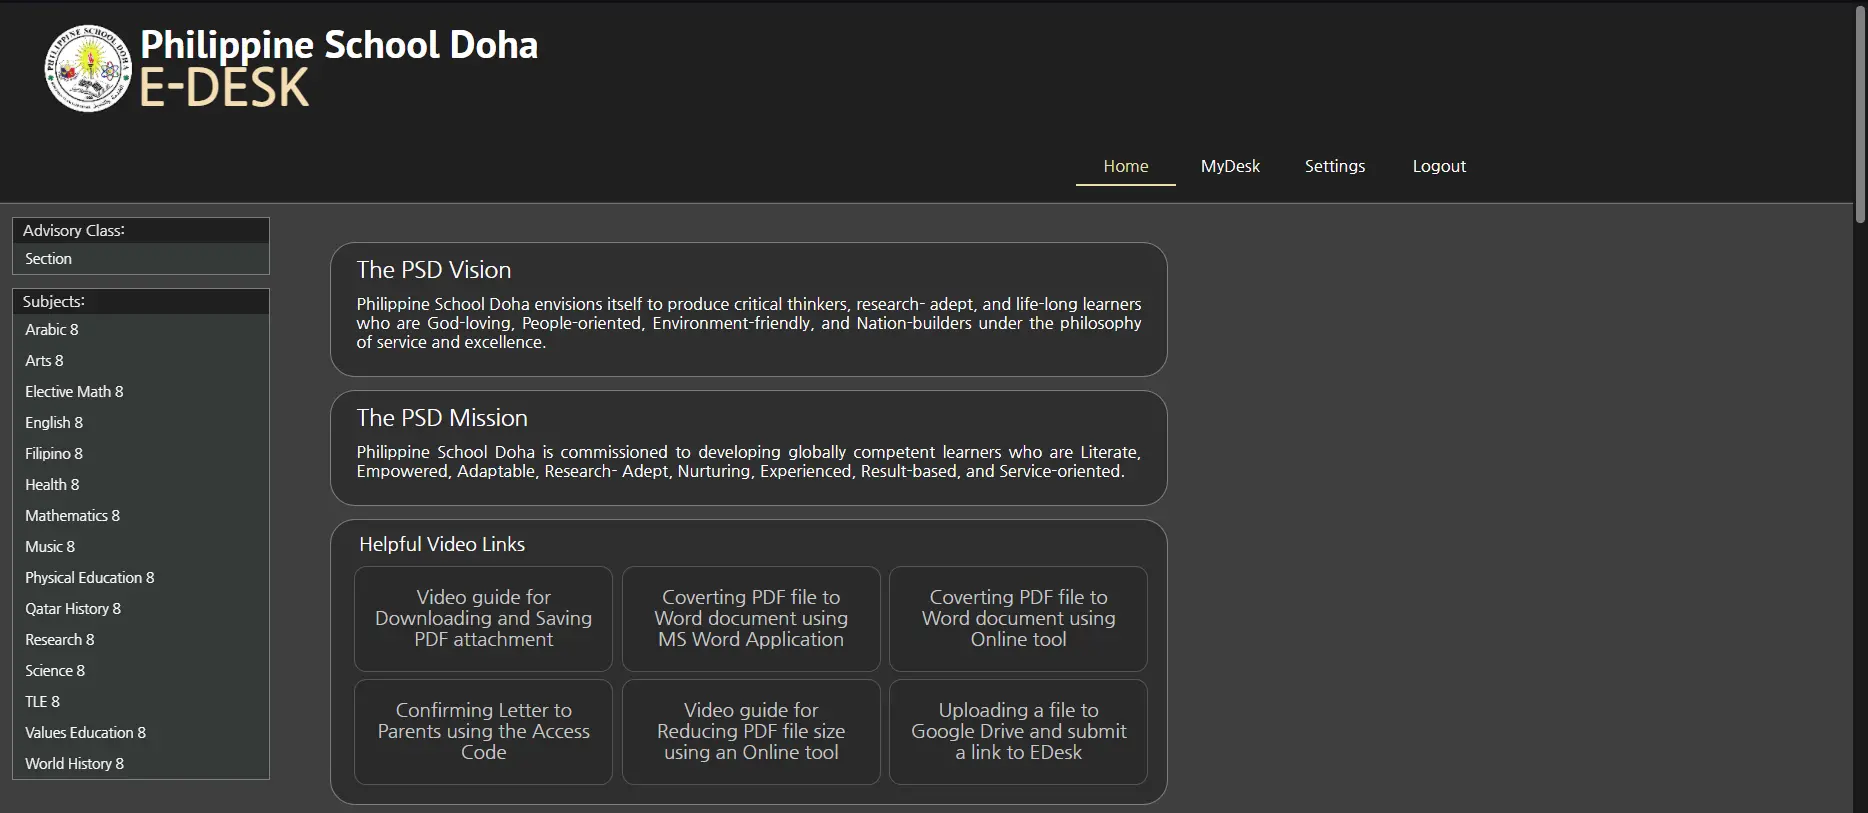 PHILIPPINE SCHOOL DOHA
Philippine School Doha
E-DESK
Home
MyDesk
Settings
Logout
Advisory Class:
Section
Subjects:
Arabic 8
Arts 8
Elective Math 8
English 8
Filipino 8
Health 8
Mathematics 8
Music 8
Physical Education 8
Qatar History 8
Research 8
Science 8
TLE 8
Values Education 8
World History 8
The PSD Vision
Philippine School Doha envisions itself to produce critical thinkers, research- adept, and life-long learners
who are God-loving, People-oriented, Environment-friendly, and Nation-builders under the philosophy
of service and excellence.
The PSD Mission
Philippine School Doha is commissioned to developing globally competent learners who are Literate,
Empowered, Adaptable, Research- Adept, Nurturing, Experienced, Result-based, and Service-oriented.
Helpful Video Links
Video guide for
Downloading and Saving
PDF attachment
Coverting PDF file to
Word document using
MS Word Application
Coverting PDF file to
Word document using
Online tool
Confirming Letter to
Parents using the Access
Code
Video guide for
Reducing PDF file size
using an Online tool
Uploading a file to
Google Drive and submit
a link to EDesk